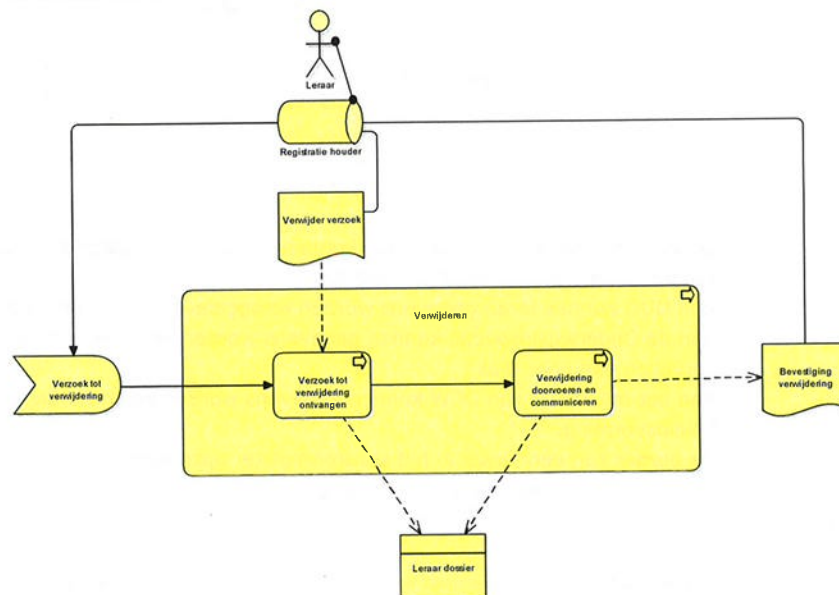 Leraar
Registratie houder
Verwijder verzoek
Verwijderen
Verzoek tot
verwijdering
Verzoek tot
verwijdering
ontvangen
Verwijdering
doorvoeren en
communiceren
Bevestiging
verwijdering
Leraar dossier